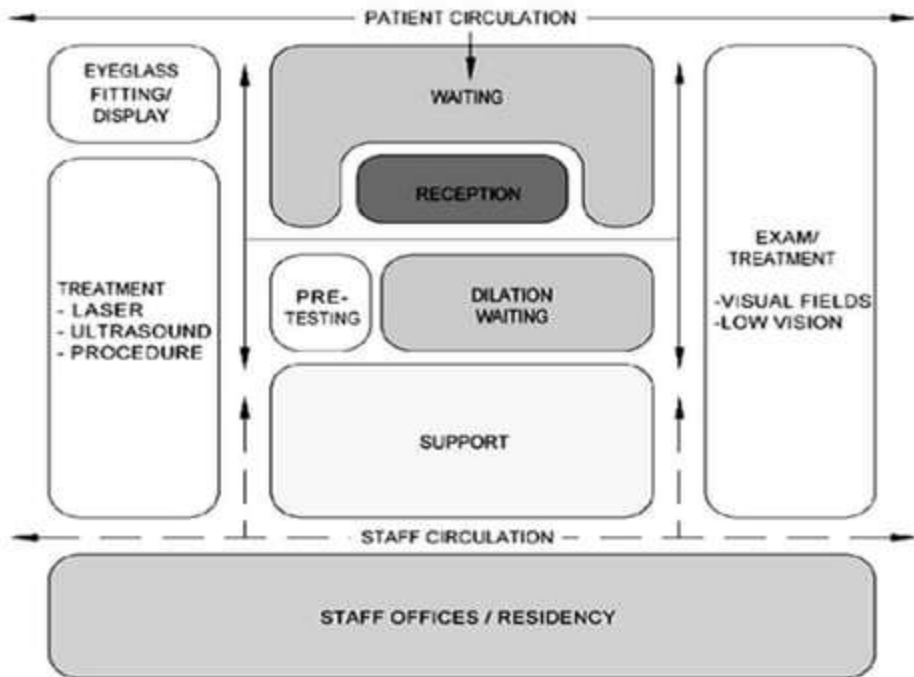 PATIENT CIRCULATION
EYEGLASS
FITTING/
DISPLAY
WAITING
RECEPTION
TREATMENT
- LASER
- ULTRASOUND
- PROCEDURE
PRE-
TESTING
DILATION
WAITING
EXAM/
TREATMENT
-VISUAL FIELDS
-LOW VISION
SUPPORT
STAFF CIRCULATION
STAFF OFFICES / RESIDENCY